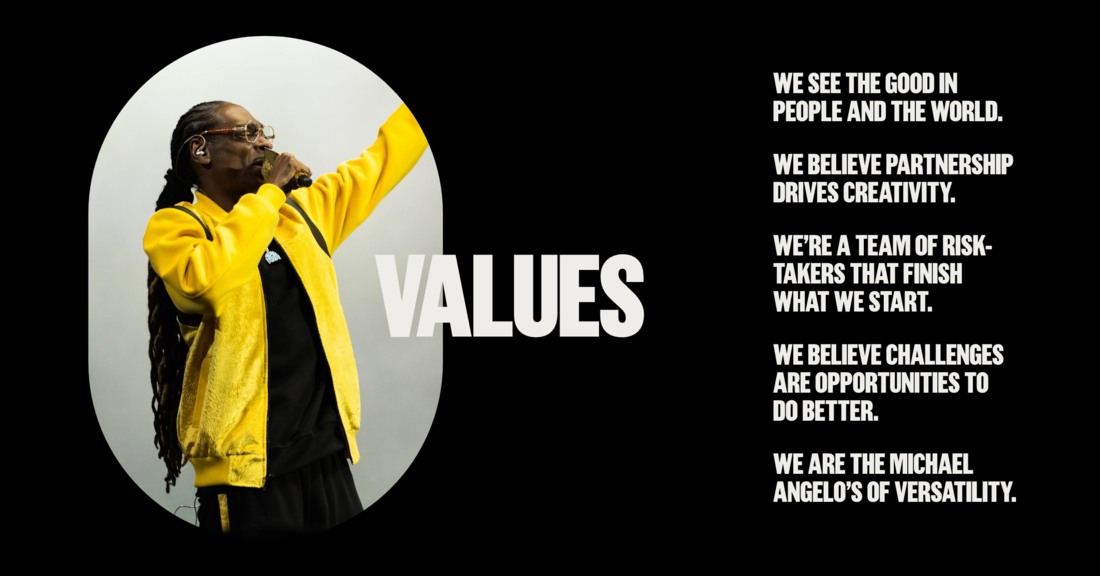 VALUES
WE SEE THE GOOD IN
PEOPLE AND THE WORLD.
WE BELIEVE PARTNERSHIP
DRIVES CREATIVITY.
WE’RE A TEAM OF RISK-
TAKERS THAT FINISH
WHAT WE START.
WE BELIEVE CHALLENGES
ARE OPPORTUNITIES TO
DO BETTER.
WE ARE THE MICHAEL
ANGELO’S OF VERSATILITY.